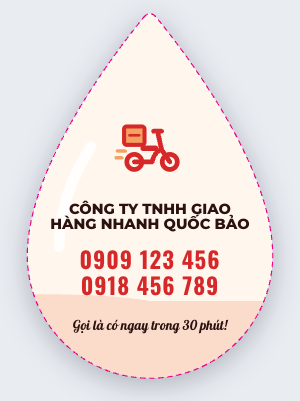 CÔNG TY TNHH GIAO
HÀNG NHANH QUỐC BẢO
0909 123 456
0918 456 789
Gọi là có ngay trong 30 phút!